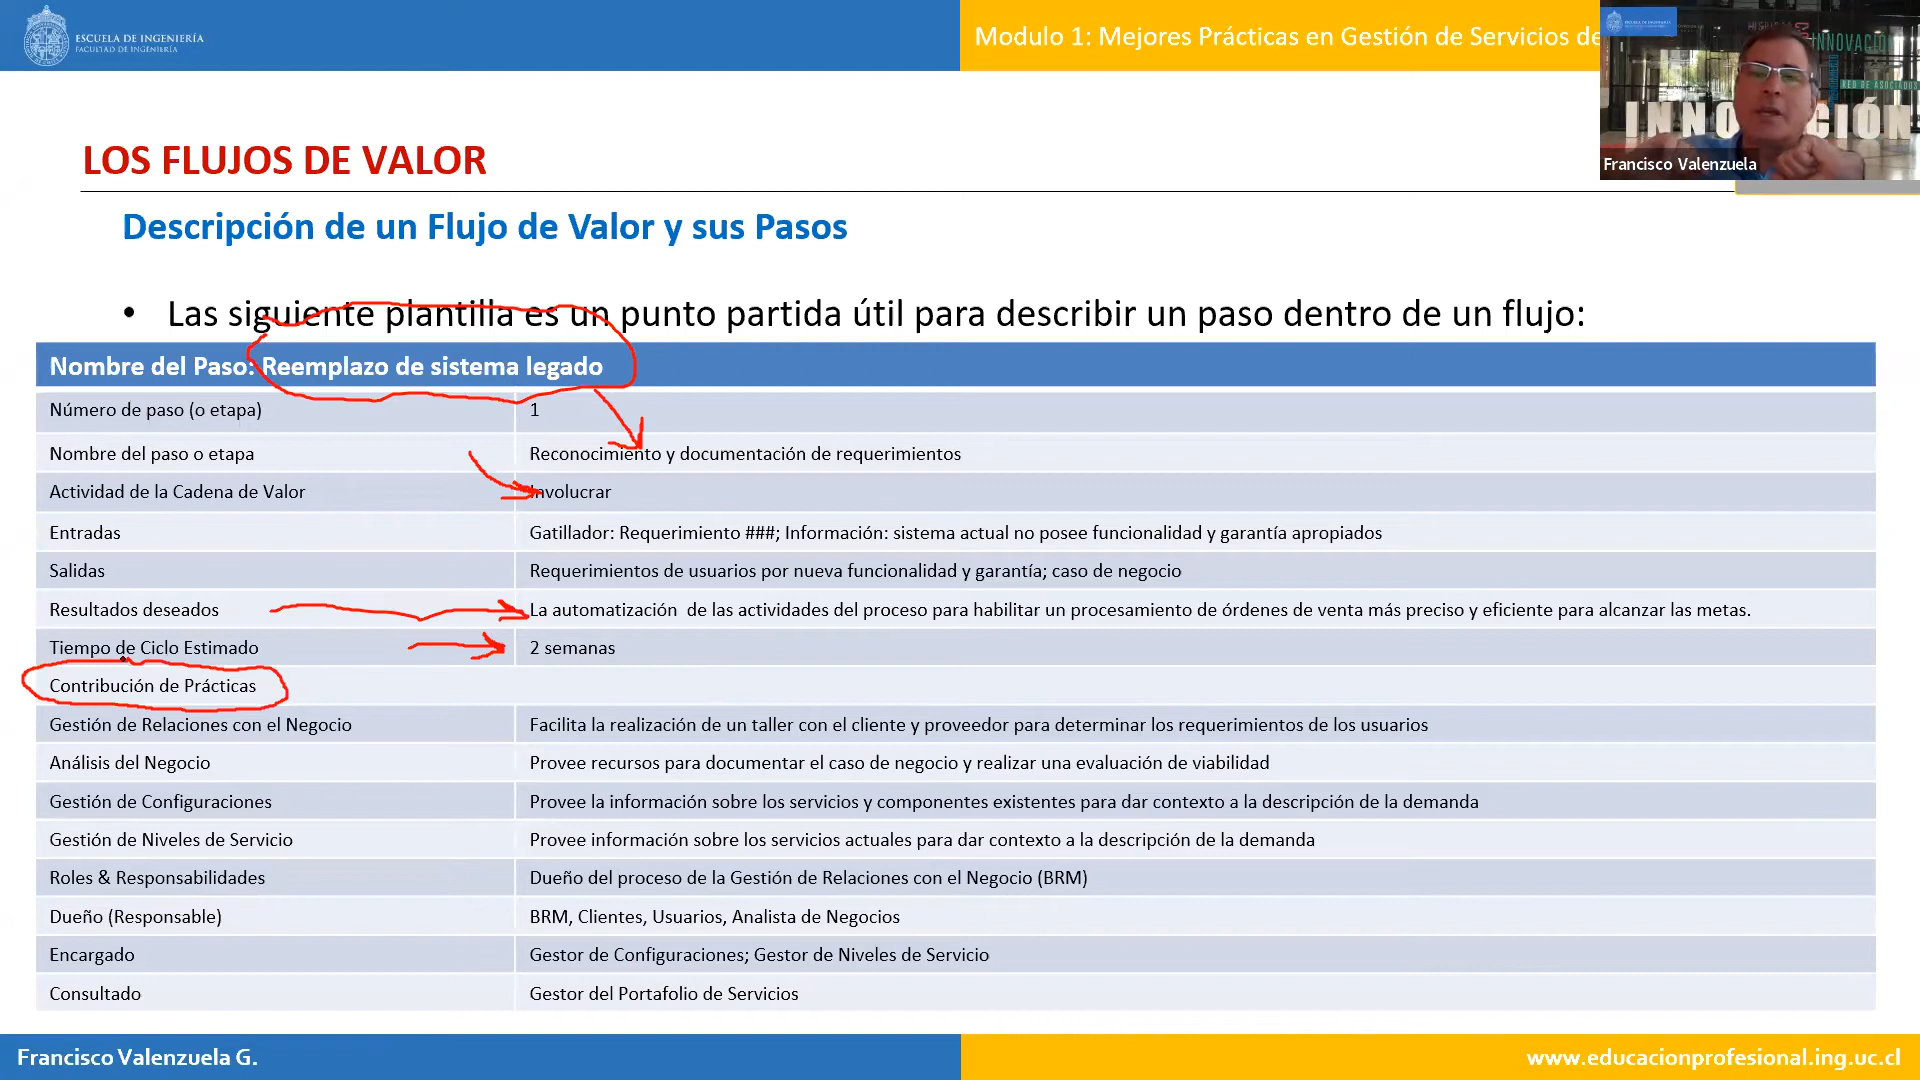 ESCUELA DE INGENIERÍA
FACULTAD DE INGENIERÍA
Modulo 1: Mejores Prácticas en Gestión de Servicios de
INNOVACIÓN
RED DE ASOCIADOS
INNO CIÓN
Francisco Valenzuela
LOS FLUJOS DE VALOR
Descripción de un Flujo de Valor y sus Pasos
• Las siguiente plantilla es un punto partida útil para describir un paso dentro de un flujo:
Nombre del Paso: Reemplazo de sistema legado
Número de paso (o etapa) 1
Nombre del paso o etapa Reconocimiento y documentación de requerimientos
Actividad de la Cadena de Valor Involucrar
Entradas Gatillador: Requerimiento ###; Información: sistema actual no posee funcionalidad y garantía apropiados
Salidas Requerimientos de usuarios por nueva funcionalidad y garantía; caso de negocio
Resultados deseados La automatización de las actividades del proceso para habilitar un procesamiento de órdenes de venta más preciso y eficiente para alcanzar las metas.
Tiempo de Ciclo Estimado 2 semanas
Contribución de Prácticas
Gestión de Relaciones con el Negocio Facilita la realización de un taller con el cliente y proveedor para determinar los requerimientos de los usuarios
Análisis del Negocio Provee recursos para documentar el caso de negocio y realizar una evaluación de viabilidad
Gestión de Configuraciones Provee la información sobre los servicios y componentes existentes para dar contexto a la descripción de la demanda
Gestión de Niveles de Servicio Provee información sobre los servicios actuales para dar contexto a la descripción de la demanda
Roles & Responsabilidades Dueño del proceso de la Gestión de Relaciones con el Negocio (BRM)
Dueño (Responsable) BRM, Clientes, Usuarios, Analista de Negocios
Encargado Gestor de Configuraciones; Gestor de Niveles de Servicio
Consultado Gestor del Portafolio de Servicios
Francisco Valenzuela G.
www.educacionprofesional.ing.uc.cl